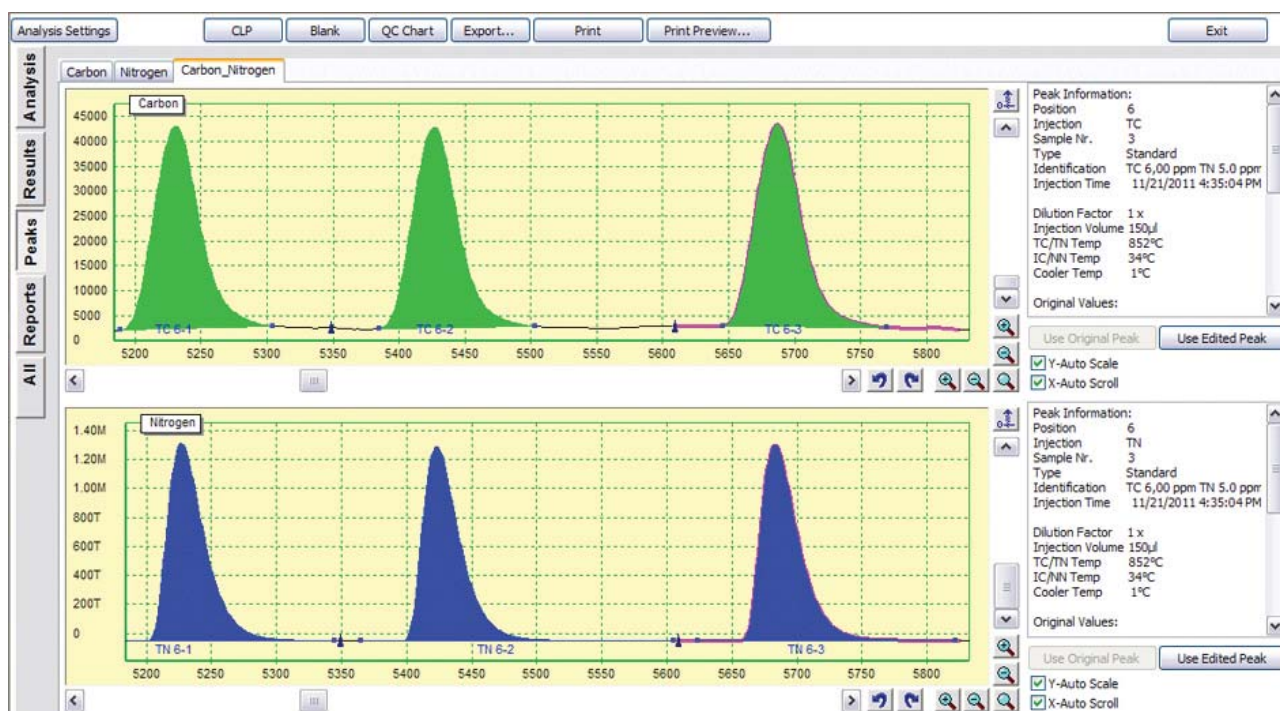 Analysis Settings CLP Blank QC Chart Export... Print Print Preview... Exit
Analysis
Results
Peaks
Reports
All
Carbon Nitrogen Carbon_Nitrogen
Carbon
45000
40000
35000
30000
25000
20000
15000
10000
5000
0
TC 6-1 TC 6-2 TC 6-3
5200 5250 5300 5350 5400 5450 5500 5550 5600 5650 5700 5750 5800
Peak Information:
Position 6
Injection TC
Sample Nr. 3
Type Standard
Identification TC 6,00 ppm TN 5.0 ppm
Injection Time 11/21/2011 4:35:04 PM
Dilution Factor 1 x
Injection Volume 150µl
TC/TN Temp 852ºC
IC/NN Temp 34ºC
Cooler Temp 1ºC
Original Values:
Use Original Peak Use Edited Peak
Y-Auto Scale
X-Auto Scroll
Nitrogen
1.40M
1.20M
1.00M
800T
600T
400T
200T
0
TN 6-1 TN 6-2 TN 6-3
5200 5250 5300 5350 5400 5450 5500 5550 5600 5650 5700 5750 5800
Peak Information:
Position 6
Injection TN
Sample Nr. 3
Type Standard
Identification TC 6,00 ppm TN 5.0 ppm
Injection Time 11/21/2011 4:35:04 PM
Dilution Factor 1 x
Injection Volume 150µl
TC/TN Temp 852ºC
IC/NN Temp 34ºC
Cooler Temp 1ºC
Original Values:
Use Original Peak Use Edited Peak
Y-Auto Scale
X-Auto Scroll